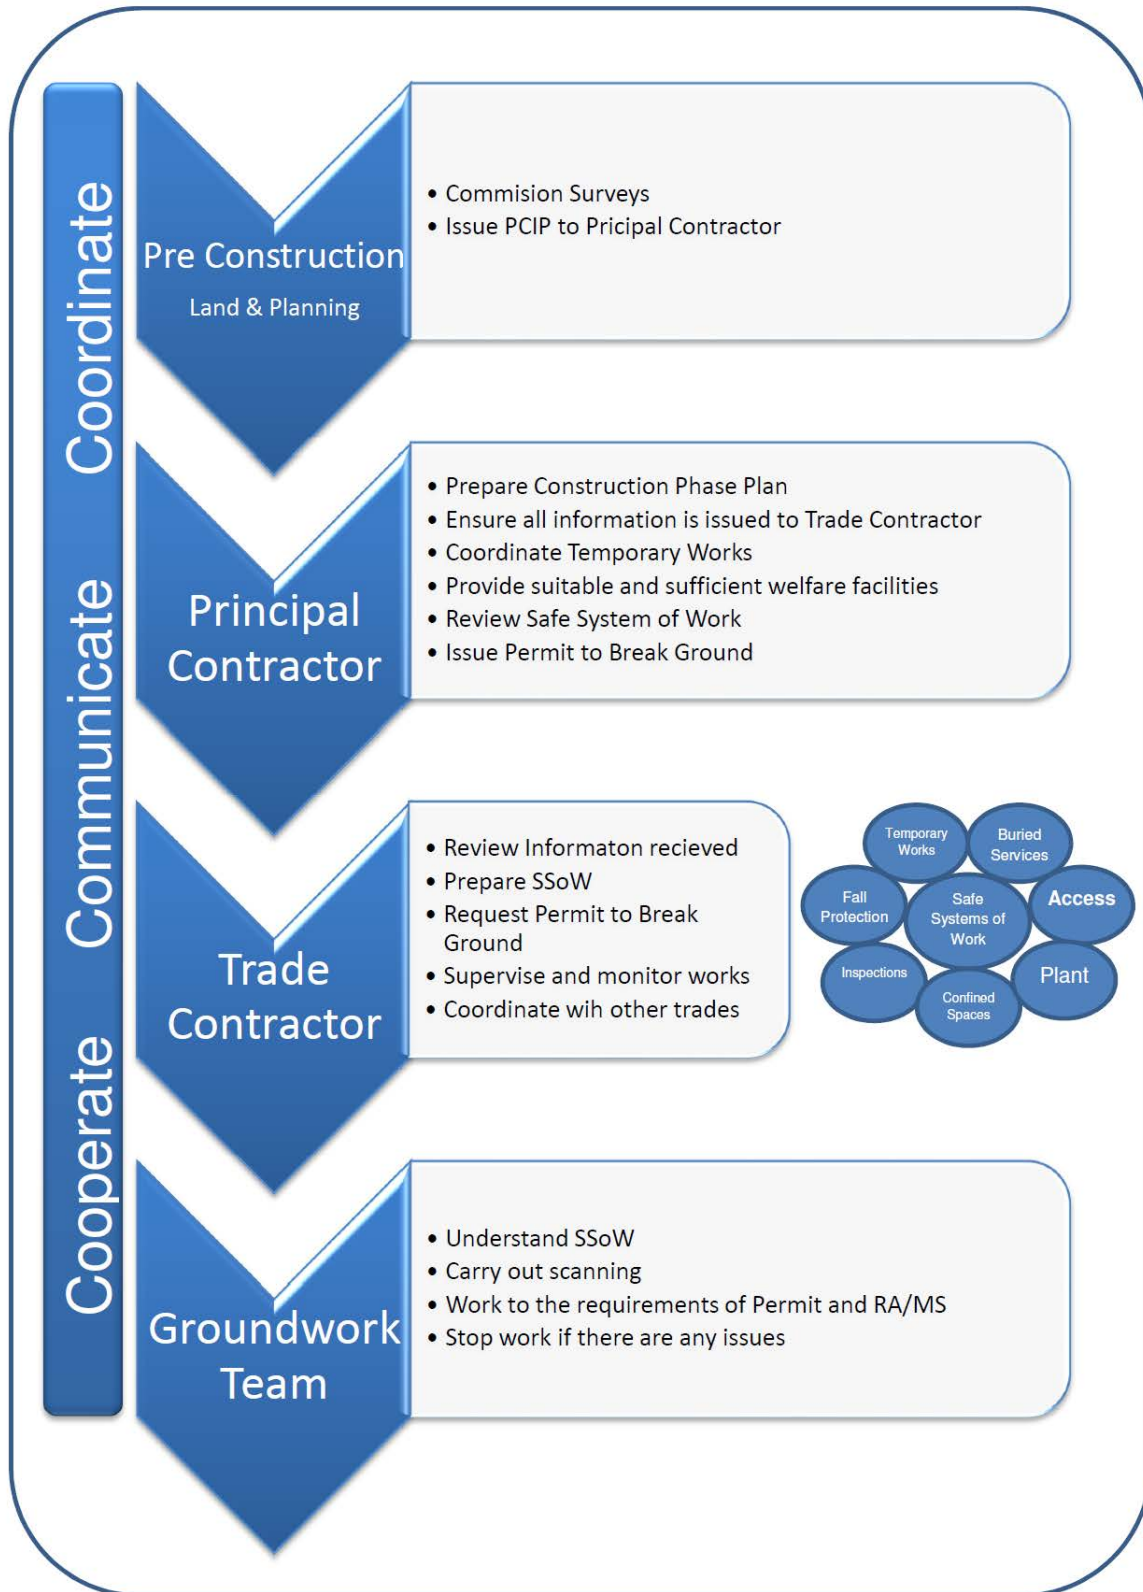 Coordinate
Communicate
Cooperate
Pre Construction
Land & Planning
• Commision Surveys
• Issue PCIP to Pricipal Contractor
Principal
Contractor
• Prepare Construction Phase Plan
• Ensure all information is issued to Trade Contractor
• Coordinate Temporary Works
• Provide suitable and sufficient welfare facilities
• Review Safe System of Work
• Issue Permit to Break Ground
Trade
Contractor
• Review Informaton recieved
• Prepare SSoW
• Request Permit to Break
Ground
• Supervise and monitor works
• Coordinate wih other trades
Temporary
Works
Buried
Services
Fall
Protection
Safe
Systems of
Work
Access
Inspections
Confined
Spaces
Plant
Groundwork
Team
• Understand SSoW
• Carry out scanning
• Work to the requirements of Permit and RA/MS
• Stop work if there are any issues